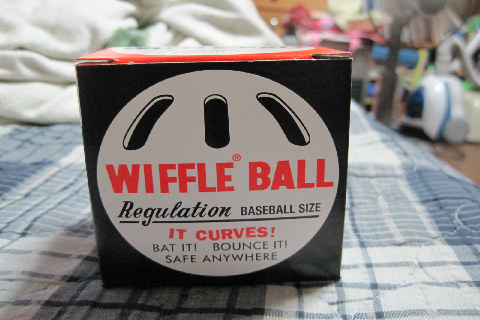 WIFFLE® BALL
Regulation BASEBALL SIZE
IT CURVES!
BAT IT! BOUNCE IT!
SAFE ANYWHERE